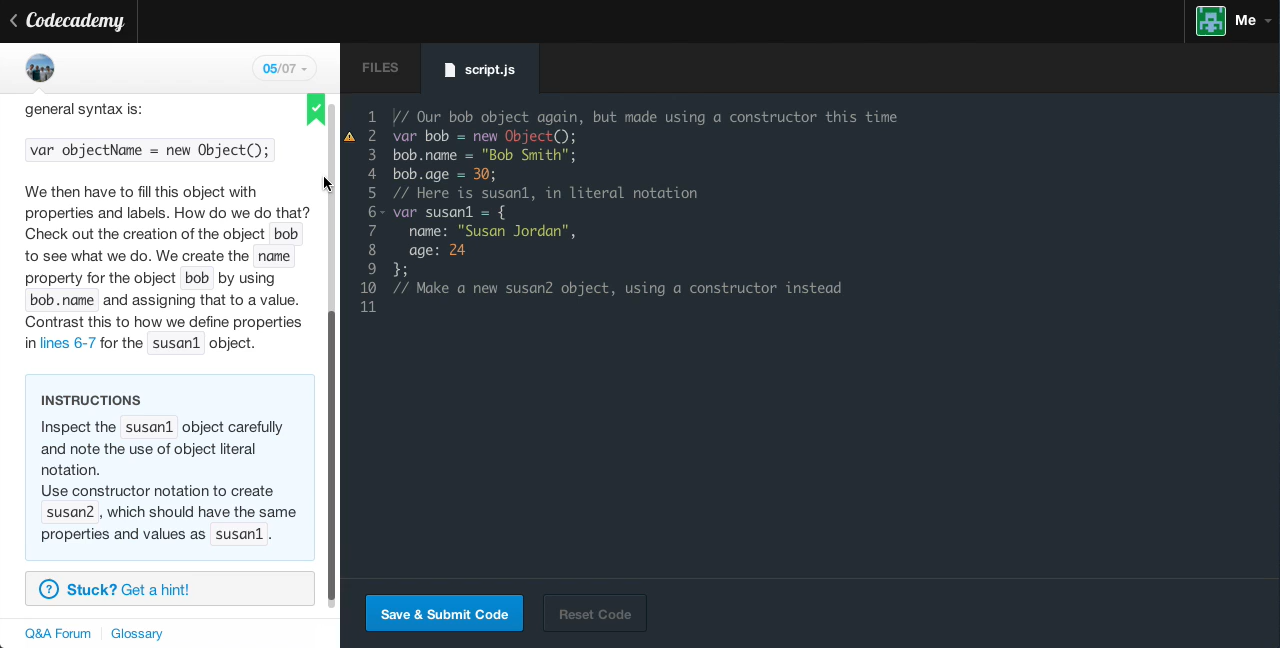 Codecademy
Me
05/07
FILES
script.js
general syntax is:
var objectName = new Object();
We then have to fill this object with
properties and labels. How do we do that?
Check out the creation of the object bob
to see what we do. We create the name
property for the object bob by using
bob.name and assigning that to a value.
Contrast this to how we define properties
in lines 6-7 for the susan1 object.
INSTRUCTIONS
Inspect the susan1 object carefully
and note the use of object literal
notation.
Use constructor notation to create
susan2, which should have the same
properties and values as susan1.
? Stuck? Get a hint!
Q&A Forum | Glossary
1 // Our bob object again, but made using a constructor this time
2 var bob = new Object();
3 bob.name = "Bob Smith";
4 bob.age = 30;
5 // Here is susan1, in literal notation
6 var susan1 = {
7 name: "Susan Jordan",
8 age: 24
9 };
10 // Make a new susan2 object, using a constructor instead
11
Save & Submit Code
Reset Code